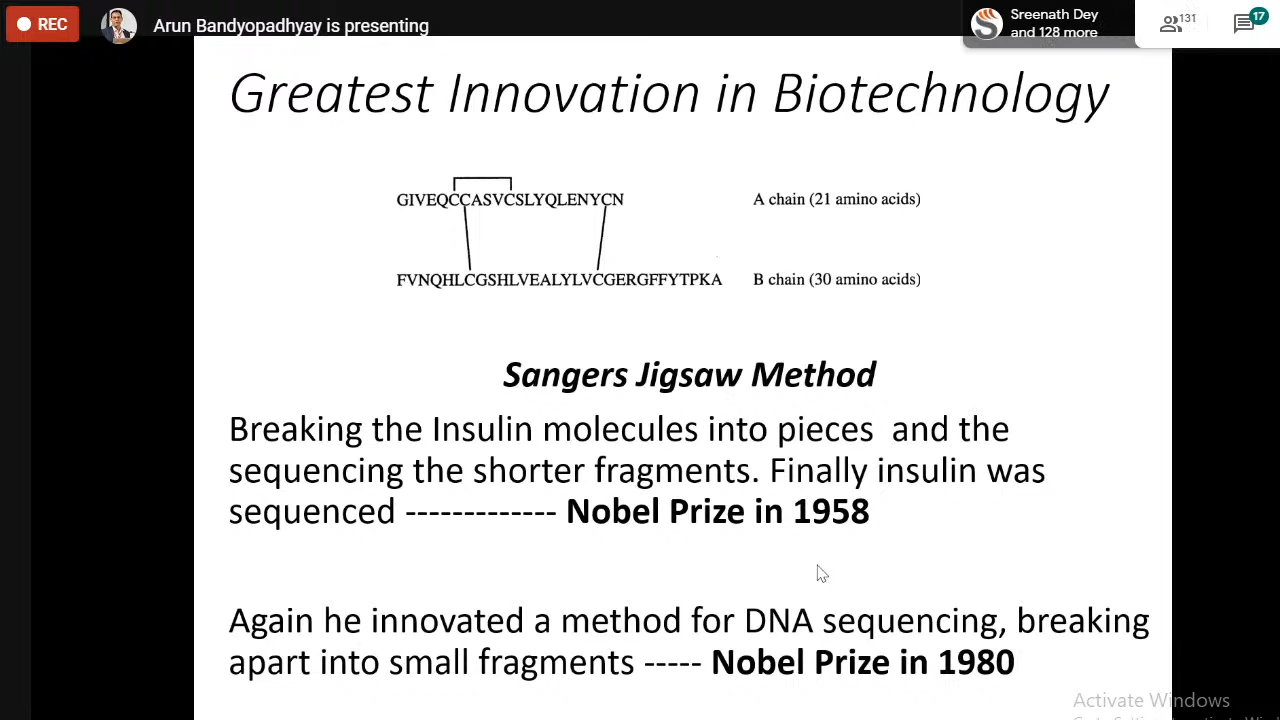 REC
Arun Bandyopadhyay is presenting
Sreenath Dey
and 128 more
131
17
Greatest Innovation in Biotechnology
GIVEQCCASVCSLYQLENYCN
A chain (21 amino acids)
FVNQHLCGSHLVEALYLVCGERGFFYTPKA
B chain (30 amino acids)
Sangers Jigsaw Method
Breaking the Insulin molecules into pieces and the
sequencing the shorter fragments. Finally insulin was
sequenced ------------- Nobel Prize in 1958
Again he innovated a method for DNA sequencing, breaking
apart into small fragments ----- Nobel Prize in 1980
Activate Windows